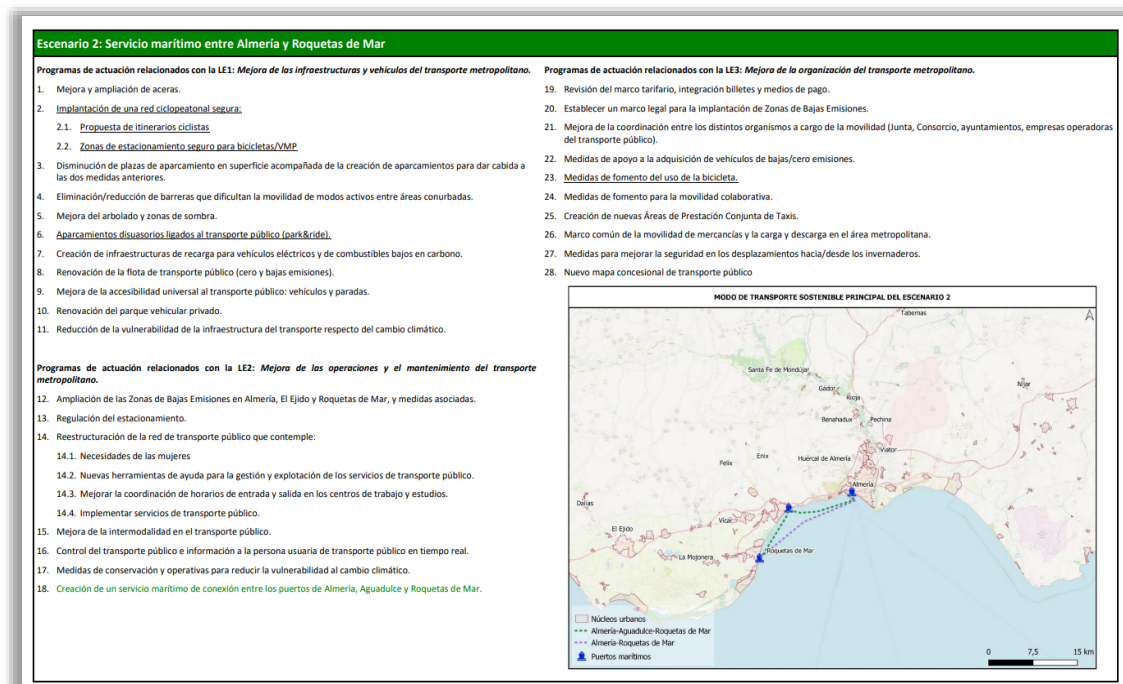 Escenario 2: Servicio marítimo entre Almería y Roquetas de Mar
Programas de actuación relacionados con la LE1: Mejora de las infraestructuras y vehículos del transporte metropolitano.
1. Mejora y ampliación de aceras.
2. Implantación de una red ciclopeatonal segura:
2.1. Propuesta de itinerarios ciclistas
2.2. Zonas de estacionamiento seguro para bicicletas/VMP
3. Disminución de plazas de aparcamiento en superficie acompañada de la creación de aparcamientos para dar cabida a
las dos medidas anteriores.
4. Eliminación/reducción de barreras que dificultan la movilidad de modos activos entre áreas conurbadas.
5. Mejora del arbolado y zonas de sombra.
6. Aparcamientos disuasorios ligados al transporte público (park&ride).
7. Creación de infraestructuras de recarga para vehículos eléctricos y de combustibles bajos en carbono.
8. Renovación de la flota de transporte público (cero y bajas emisiones).
9. Mejora de la accesibilidad universal al transporte público: vehículos y paradas.
10. Renovación del parque vehicular privado.
11. Reducción de la vulnerabilidad de la infraestructura del transporte respecto del cambio climático.
Programas de actuación relacionados con la LE2: Mejora de las operaciones y el mantenimiento del transporte
metropolitano.
12. Ampliación de las Zonas de Bajas Emisiones en Almería, El Ejido y Roquetas de Mar, y medidas asociadas.
13. Regulación del estacionamiento.
14. Reestructuración de la red de transporte público que contemple:
14.1. Necesidades de las mujeres
14.2. Nuevas herramientas de ayuda para la gestión y explotación de los servicios de transporte público.
14.3. Mejorar la coordinación de horarios de entrada y salida en los centros de trabajo y estudios.
14.4. Implementar servicios de transporte público.
15. Mejora de la intermodalidad en el transporte público.
16. Control del transporte público e información a la persona usuaria de transporte público en tiempo real.
17. Medidas de conservación y operativas para reducir la vulnerabilidad al cambio climático.
18. Creación de un servicio marítimo de conexión entre los puertos de Almería, Aguadulce y Roquetas de Mar.
Programas de actuación relacionados con la LE3: Mejora de la organización del transporte metropolitano.
19. Revisión del marco tarifario, integración billetes y medios de pago.
20. Establecer un marco legal para la implantación de Zonas de Bajas Emisiones.
21. Mejora de la coordinación entre los distintos organismos a cargo de la movilidad (Junta, Consorcio, ayuntamientos, empresas operadoras
del transporte público).
22. Medidas de apoyo a la adquisición de vehículos de bajas/cero emisiones.
23. Medidas de fomento del uso de la bicicleta.
24. Medidas de fomento para la movilidad colaborativa.
25. Creación de nuevas Áreas de Prestación Conjunta de Taxis.
26. Marco común de la movilidad de mercancías y la carga y descarga en el área metropolitana.
27. Medidas para mejorar la seguridad en los desplazamientos hacia/desde los invernaderos.
28. Nuevo mapa concesional de transporte público
MODO DE TRANSPORTE SOSTENIBLE PRINCIPAL DEL ESCENARIO 2
Tabernas
Santa Fe de Mondújar
Gádor
Níjar
Rioja
Benahadux
Pechina
Viator
Huércal de Almería
Enix
Felix
Almería
Dalías
Vícar
El Ejido
La Mojonera
Roquetas de Mar
Núcleos urbanos
Almería-Aguadulce-Roquetas de Mar
Almería-Roquetas de Mar
Puertos marítimos
0 7,5 15 km